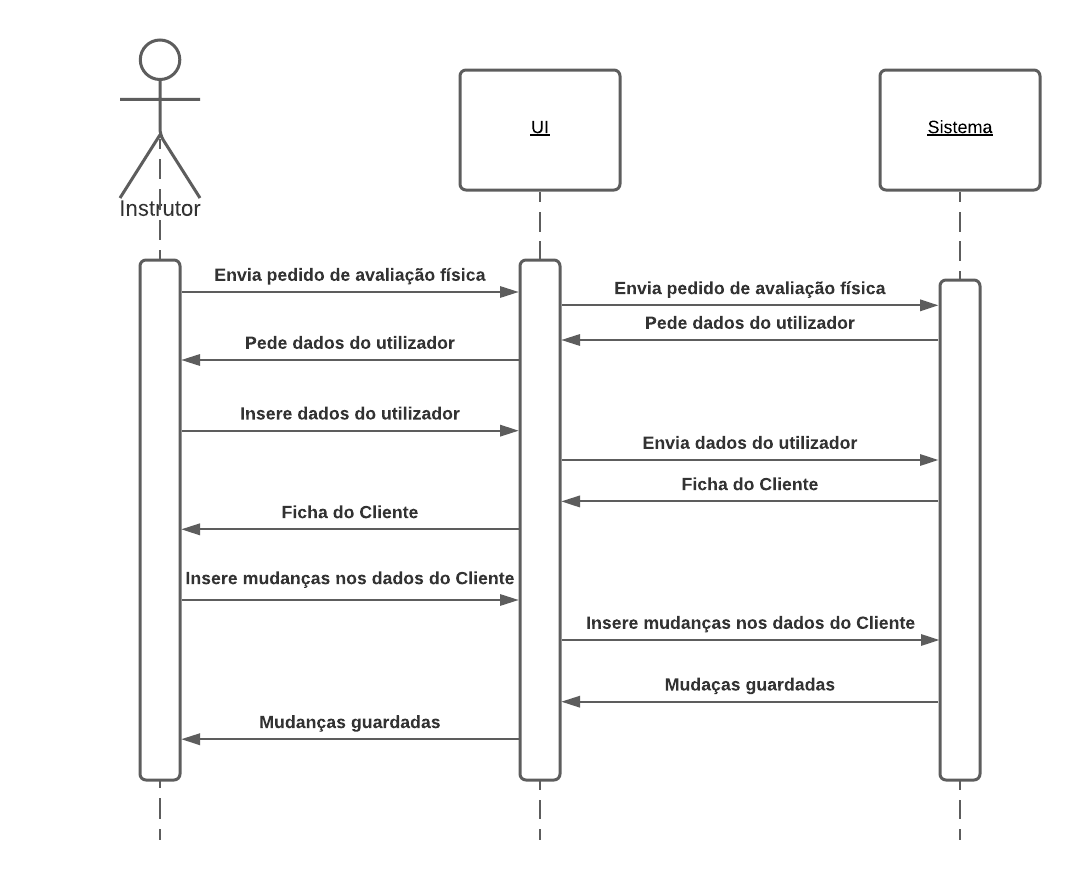 UI
Sistema
Instrutor
Envia pedido de avaliação física
Envia pedido de avaliação física
Pede dados do utilizador
Pede dados do utilizador
Insere dados do utilizador
Envia dados do utilizador
Ficha do Cliente
Ficha do Cliente
Insere mudanças nos dados do Cliente
Insere mudanças nos dados do Cliente
Mudaças guardadas
Mudanças guardadas